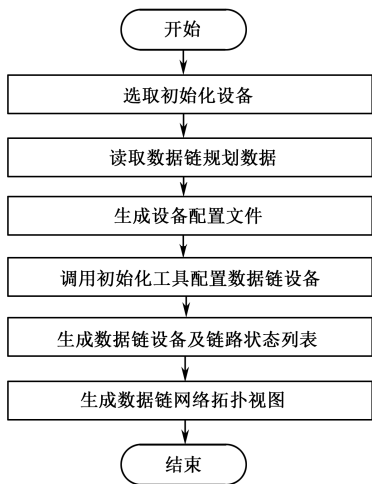 开始
选取初始化设备
读取数据链规划数据
生成设备配置文件
调用初始化工具配置数据链设备
生成数据链设备及链路状态列表
生成数据链网络拓扑视图
结束